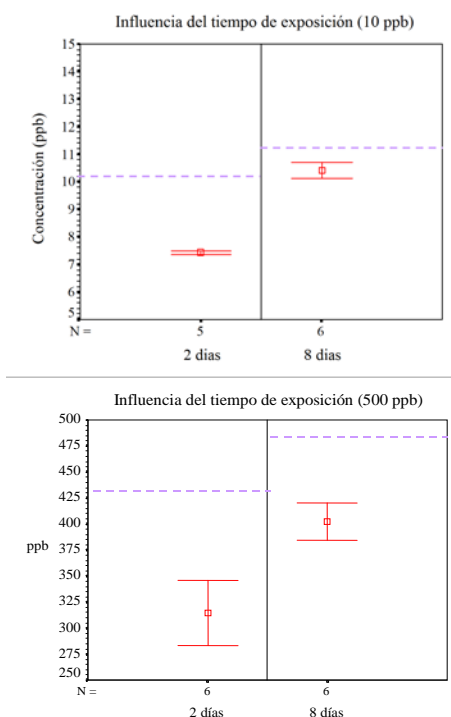 Influencia del tiempo de exposición (10 ppb)
Concentración (ppb)
15
14
13
12
11
10
9
8
7
6
5
N = 5 6
2 dias 8 dias
Influencia del tiempo de exposición (500 ppb)
ppb
500
475
450
425
400
375
350
325
300
275
250
N = 6 6
2 días 8 días